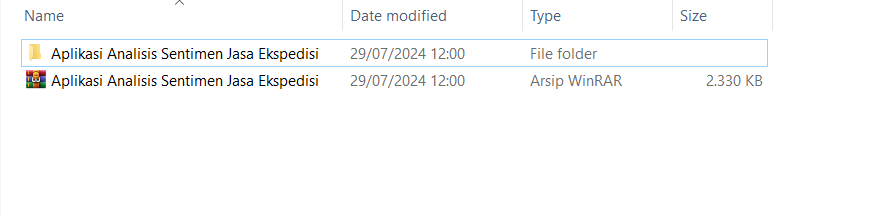 Name Date modified Type Size
Aplikasi Analisis Sentimen Jasa Ekspedisi 29/07/2024 12:00 File folder
Aplikasi Analisis Sentimen Jasa Ekspedisi 29/07/2024 12:00 Arsip WinRAR 2.330 KB